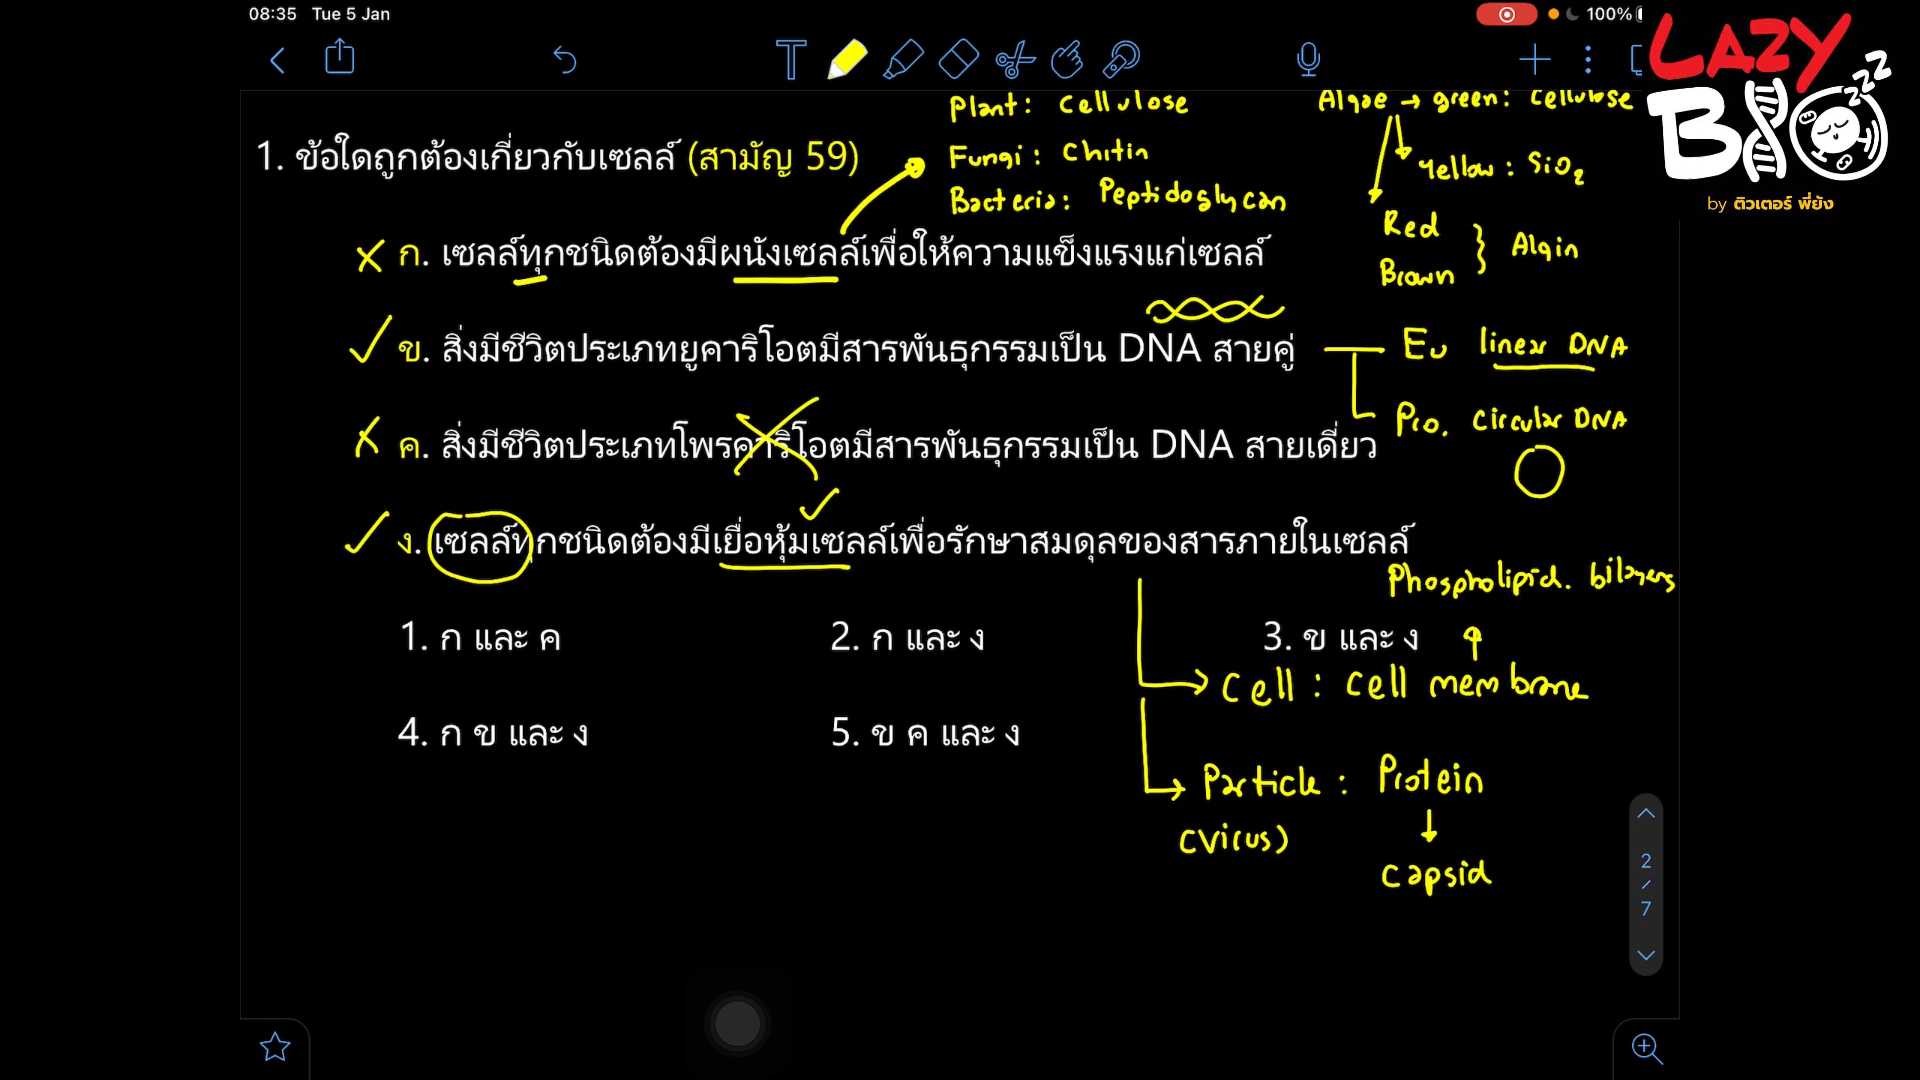 08:35 Tue 5 Jan
100%
LAZY
BIO zzz
by ติวเตอร์ พี่ยัง
Plant: Cellulose
Algae → green: Cellulose
1. ข้อใดถูกต้องเกี่ยวกับเซลล์ (สามัญ 59)
Fungi: Chitin
Yellow: SiO2
Bacteria: Peptidoglycan
Red
Brown } Algin
ก. เซลล์ทุกชนิดต้องมีผนังเซลล์เพื่อให้ความแข็งแรงแก่เซลล์
ข. สิ่งมีชีวิตประเภทยูคาริโอตมีสารพันธุกรรมเป็น DNA สายคู่
Eu linear DNA
Pro. Circular DNA
ค. สิ่งมีชีวิตประเภทโพรคาริโอตมีสารพันธุกรรมเป็น DNA สายเดี่ยว
ง. เซลล์ทุกชนิดต้องมีเยื่อหุ้มเซลล์เพื่อรักษาสมดุลของสารภายในเซลล์
Phospholipid. bilayers
1. ก และ ค
2. ก และ ง
3. ข และ ง
Cell: Cell membrane
4. ก ข และ ง
5. ข ค และ ง
Particle: Protein
(Virus)
Capsid
2
/
7